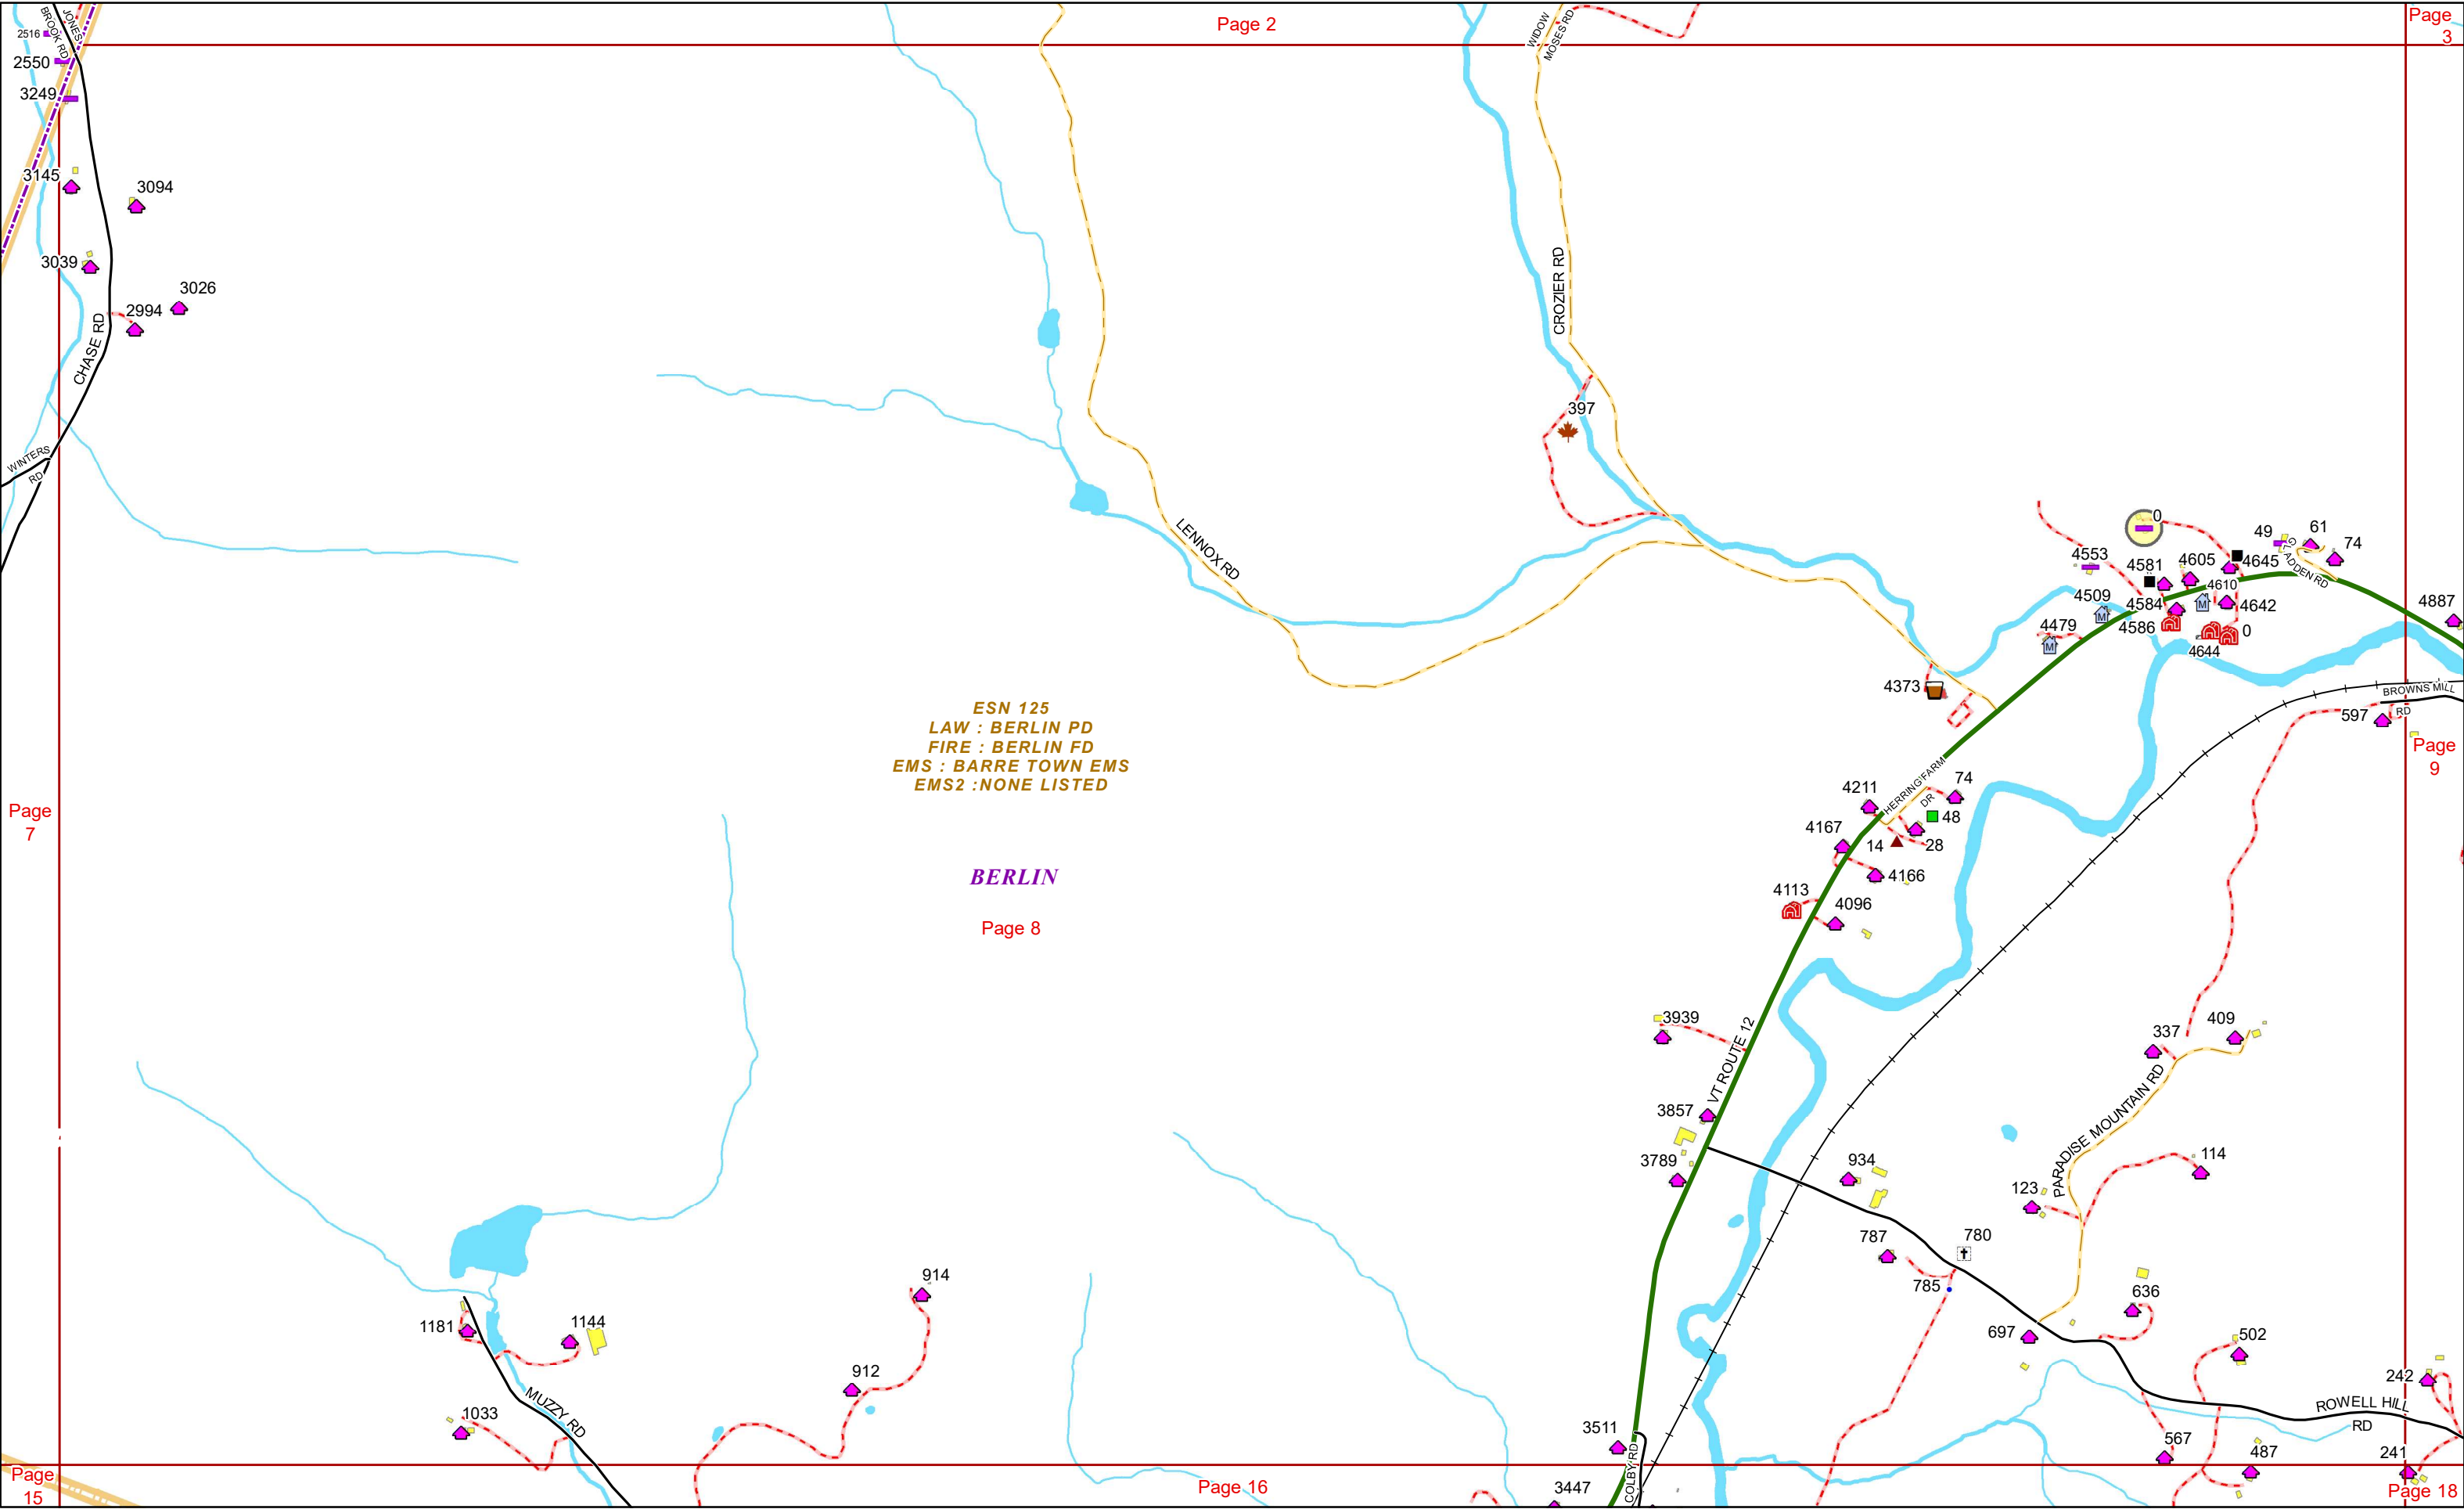 Page 2
Page
3
JONES
BROOK RD
2516
2550
3249
WIDOW
MOSES RD
3145
3094
3039
3026
2994
CHASE RD
CROZIER RD
397
WINTERS
RD
LENNOX RD
0
49
61
74
GLADDEN RD
4553
4581
4605
4645
4610
4509
4584
4642
4586
4479
0
4644
4887
4373
BROWNS MILL
RD
597
ESN 125
LAW : BERLIN PD
FIRE : BERLIN FD
EMS : BARRE TOWN EMS
EMS2 :NONE LISTED
Page
9
Page
7
HERRING FARM
DR
4211
74
48
4167
14
28
4166
BERLIN
4113
4096
Page 8
3939
VT ROUTE 12
337
409
PARADISE MOUNTAIN RD
3857
3789
934
114
123
787
780
785
914
636
1181
1144
697
502
912
242
MUZZY RD
1033
ROWELL HILL
RD
3511
COLBY RD
567
487
241
Page
15
Page 16
3447
Page 18
M
M
M